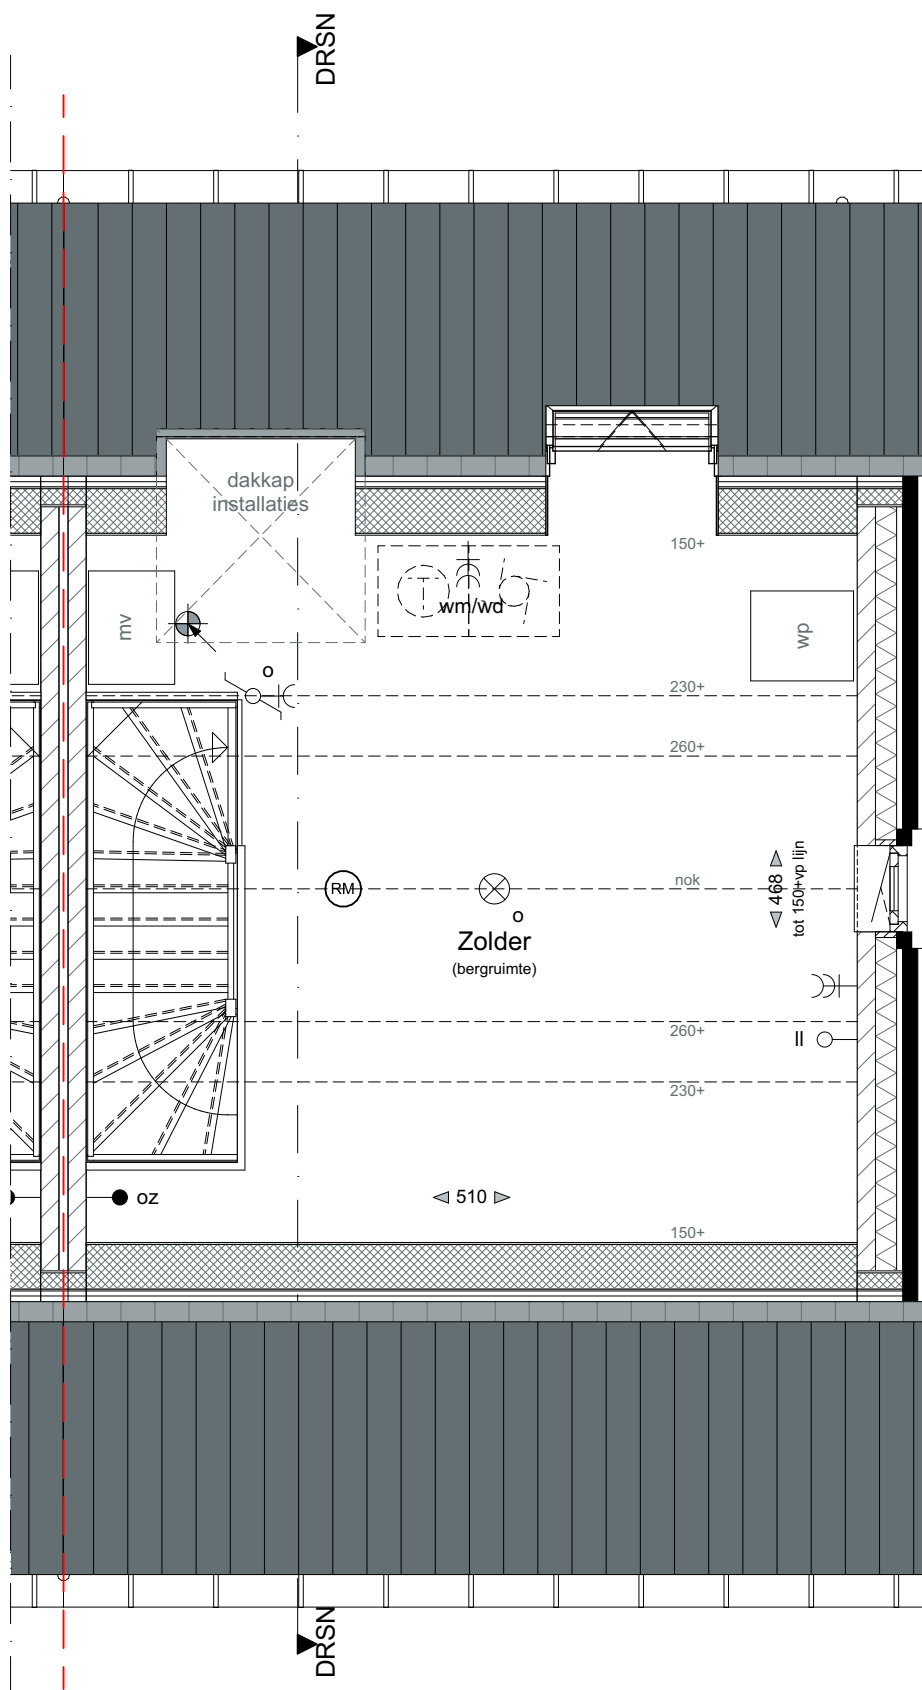 DRSN
dakkap
installaties
150+
wm/wd
mv
wp
o
230+
260+
RM
nok
468
tot 150+vp lijn
o
Zolder
(bergruimte)
260+
ll
230+
oz
510
150+
DRSN